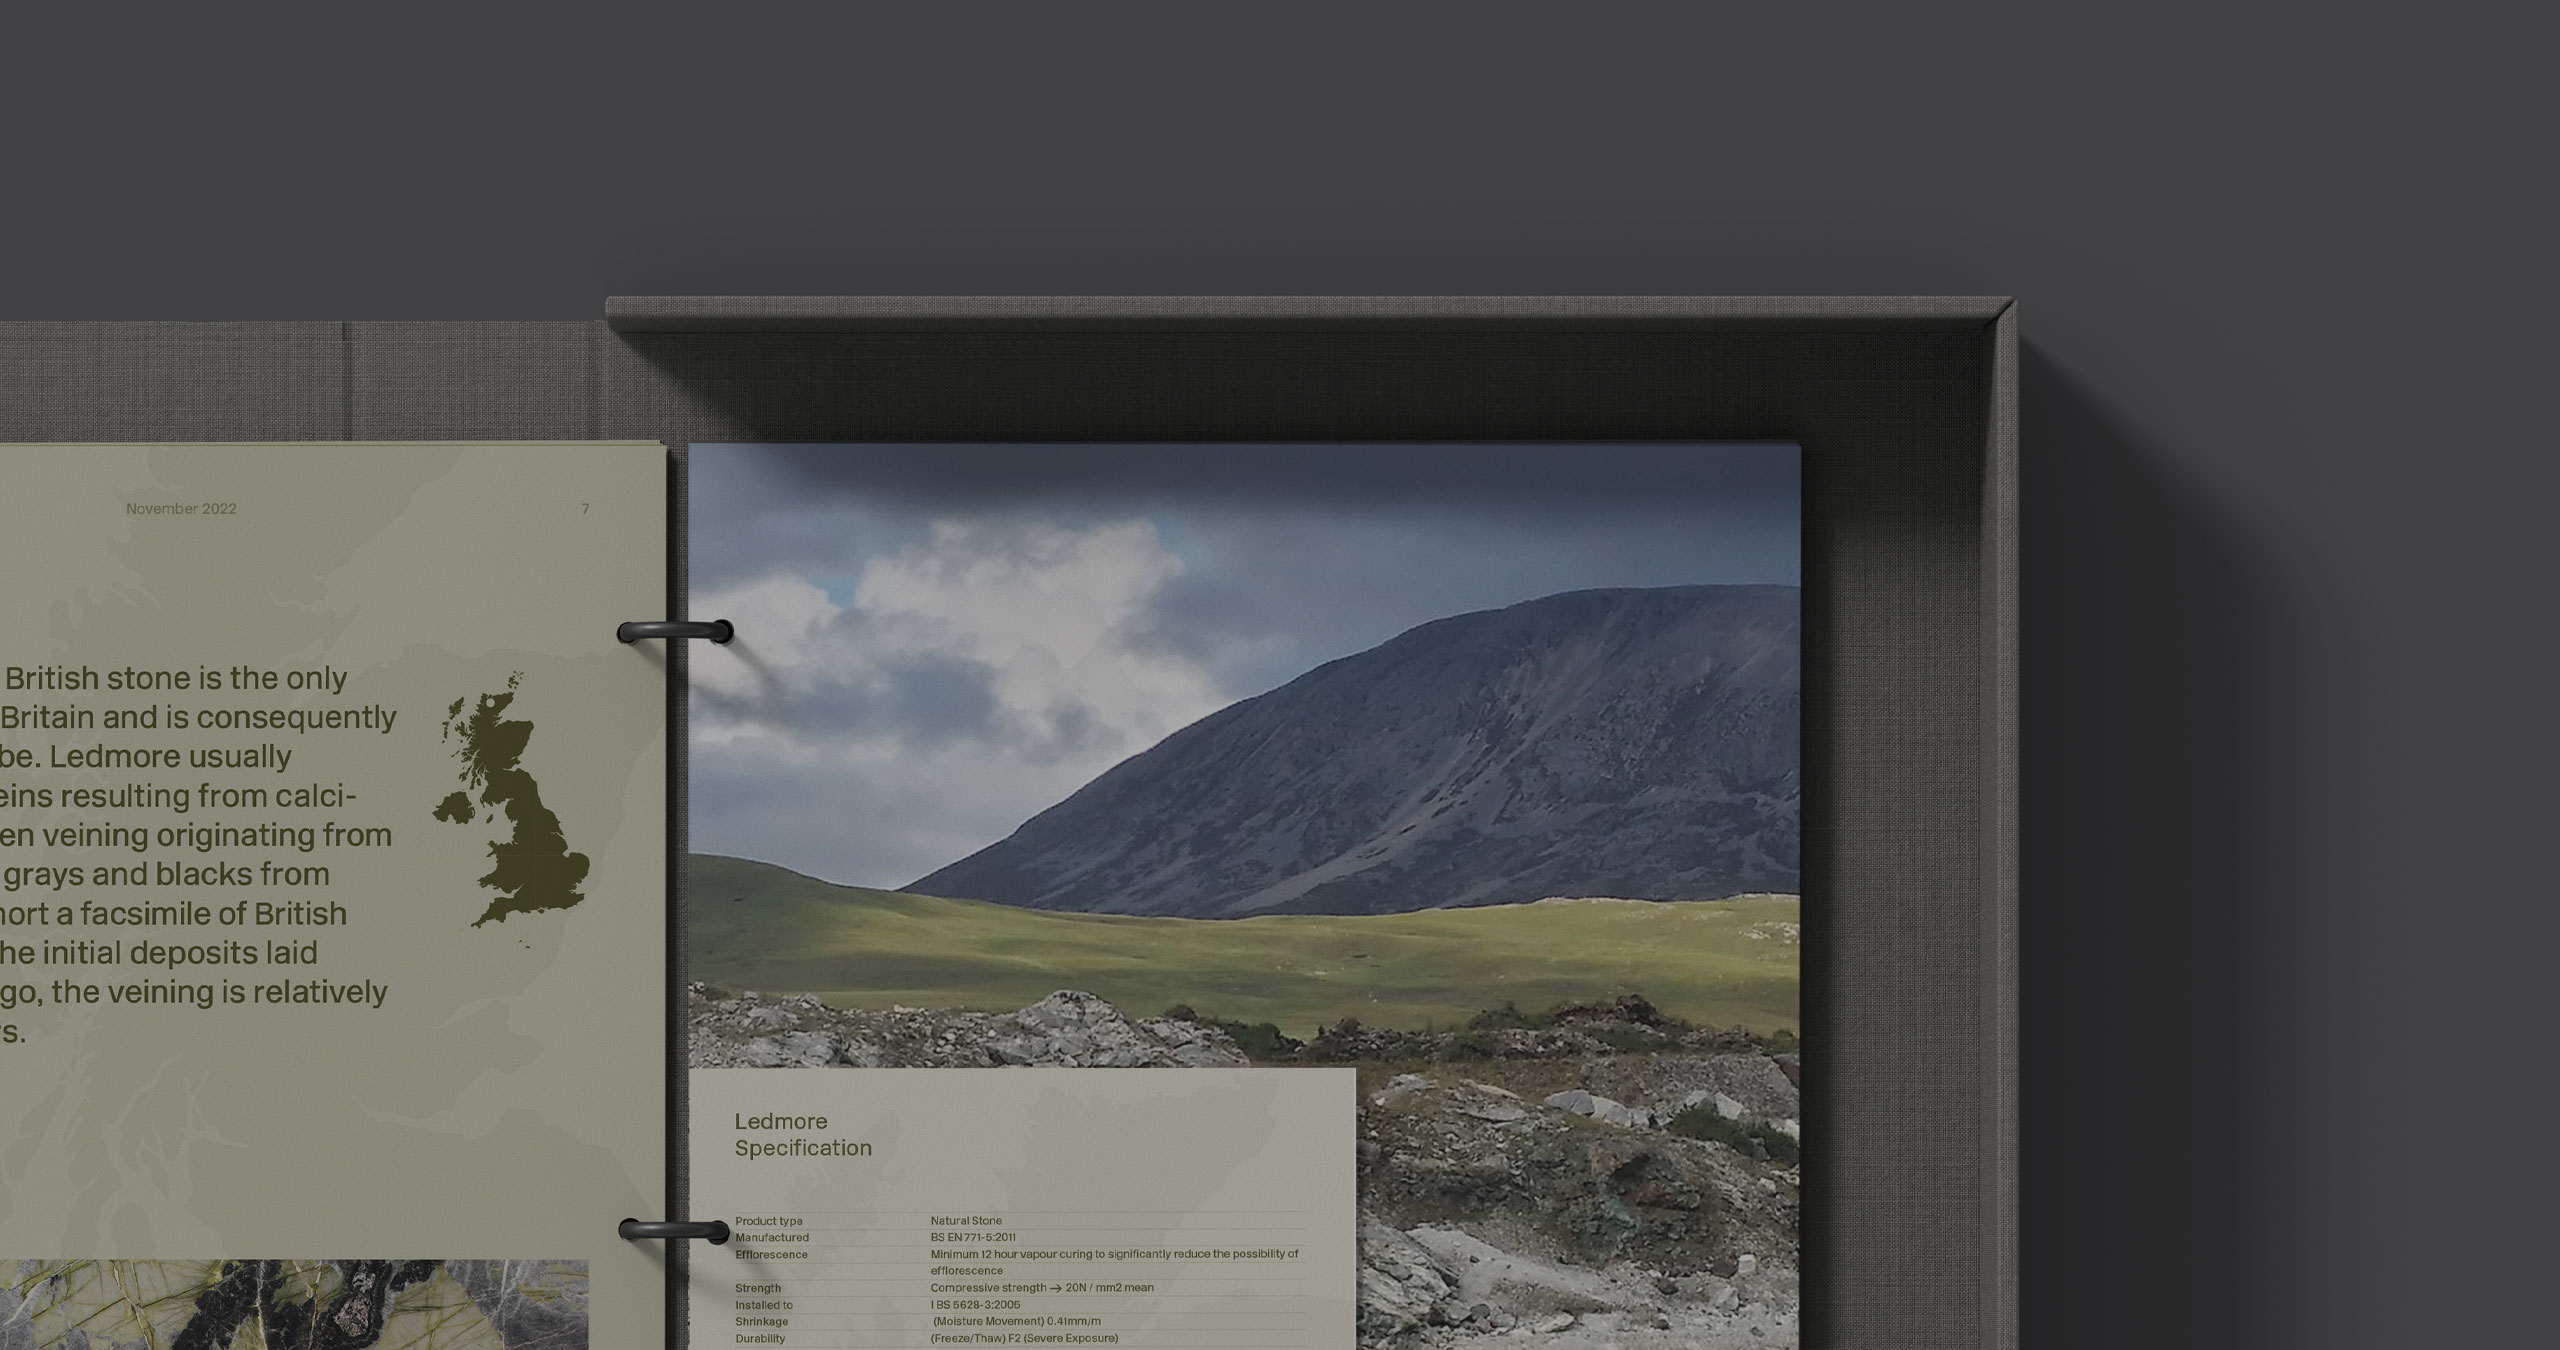 November 2022
7
British stone is the only
Britain and is consequently
be. Ledmore usually
eins resulting from calci-
en veining originating from
grays and blacks from
hort a facsimile of British
he initial deposits laid
go, the veining is relatively
rs.
Ledmore
Specification
Product type Natural Stone
Manufactured BS EN 771-5:2011
Efflorescence Minimum 12 hour vapour curing to significantly reduce the possibility of
efflorescence
Strength Compressive strength → 20N / mm2 mean
Installed to I BS 5628-3:2005
Shrinkage (Moisture Movement) 0.41mm/m
Durability (Freeze/Thaw) F2 (Severe Exposure)